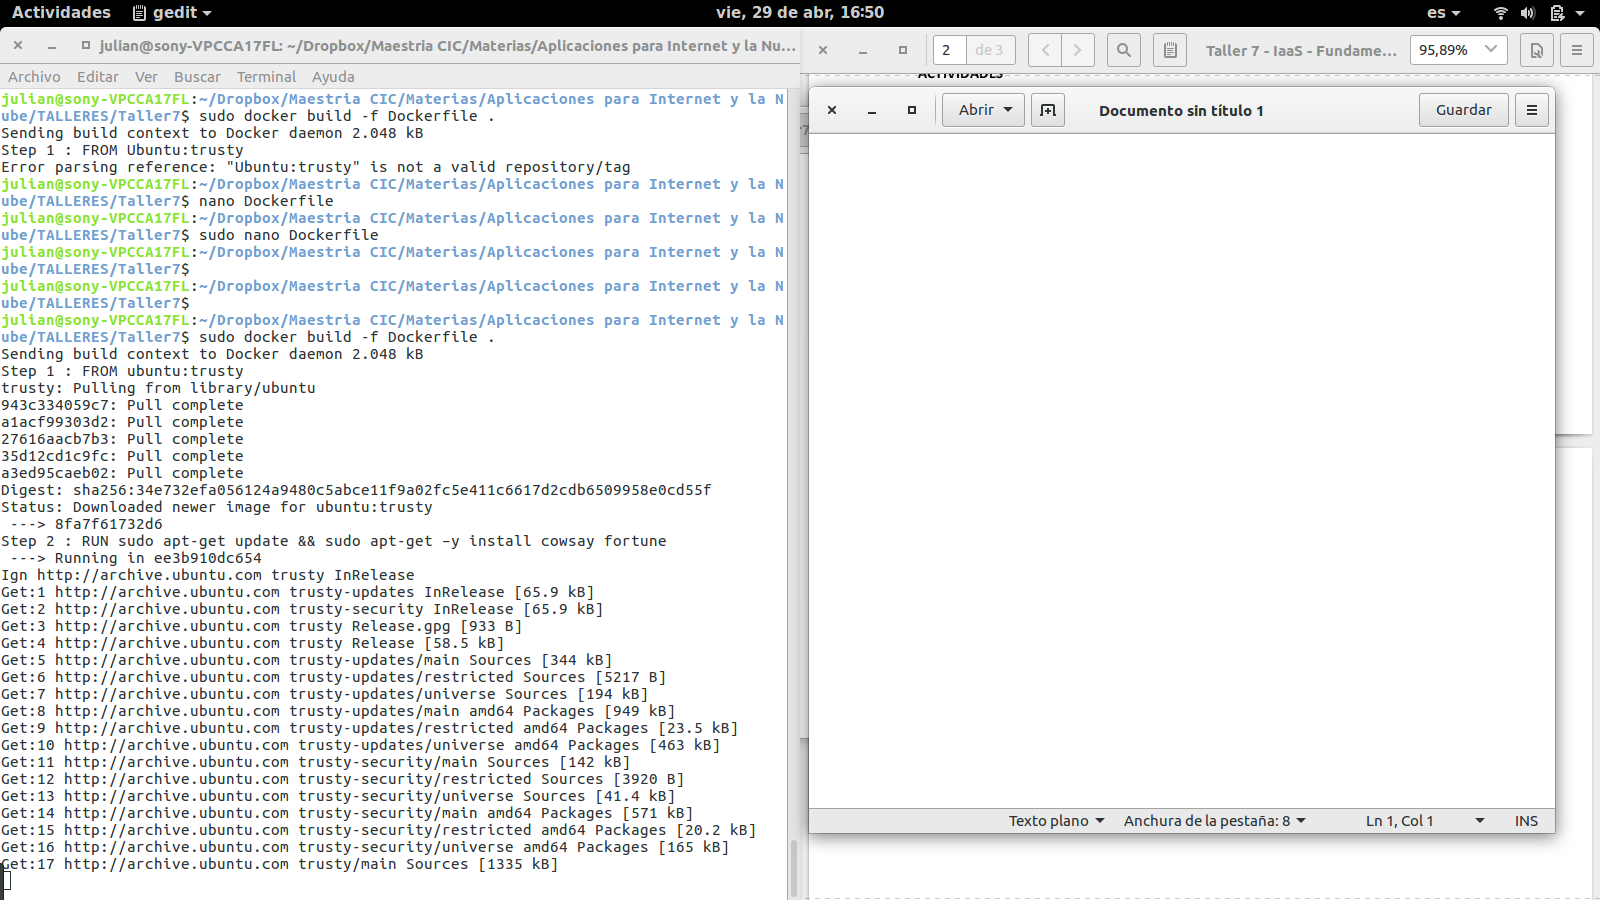 Actividades gedit vie, 29 de abr, 16:50 es
julian@sony-VPCCA17FL: ~/Dropbox/Maestria CIC/Materias/Aplicaciones para Internet y la Nu...
Archivo Editar Ver Buscar Terminal Ayuda
julian@sony-VPCCA17FL:~/Dropbox/Maestria CIC/Materias/Aplicaciones para Internet y la N
ube/TALLERES/Taller7$ sudo docker build -f Dockerfile .
Sending build context to Docker daemon 2.048 kB
Step 1 : FROM Ubuntu:trusty
Error parsing reference: "Ubuntu:trusty" is not a valid repository/tag
julian@sony-VPCCA17FL:~/Dropbox/Maestria CIC/Materias/Aplicaciones para Internet y la N
ube/TALLERES/Taller7$ nano Dockerfile
julian@sony-VPCCA17FL:~/Dropbox/Maestria CIC/Materias/Aplicaciones para Internet y la N
ube/TALLERES/Taller7$ sudo nano Dockerfile
julian@sony-VPCCA17FL:~/Dropbox/Maestria CIC/Materias/Aplicaciones para Internet y la N
ube/TALLERES/Taller7$
julian@sony-VPCCA17FL:~/Dropbox/Maestria CIC/Materias/Aplicaciones para Internet y la N
ube/TALLERES/Taller7$
julian@sony-VPCCA17FL:~/Dropbox/Maestria CIC/Materias/Aplicaciones para Internet y la N
ube/TALLERES/Taller7$ sudo docker build -f Dockerfile .
Sending build context to Docker daemon 2.048 kB
Step 1 : FROM ubuntu:trusty
trusty: Pulling from library/ubuntu
943c334059c7: Pull complete
a1acf99303d2: Pull complete
27616aacb7b3: Pull complete
35d12cd1c9fc: Pull complete
a3ed95caeb02: Pull complete
Digest: sha256:34e732efa056124a9480c5abce11f9a02fc5e411c6617d2cdb6509958e0cd55f
Status: Downloaded newer image for ubuntu:trusty
---> 8fa7f61732d6
Step 2 : RUN sudo apt-get update && sudo apt-get -y install cowsay fortune
---> Running in ee3b910dc654
Ign http://archive.ubuntu.com trusty InRelease
Get:1 http://archive.ubuntu.com trusty-updates InRelease [65.9 kB]
Get:2 http://archive.ubuntu.com trusty-security InRelease [65.9 kB]
Get:3 http://archive.ubuntu.com trusty Release.gpg [933 B]
Get:4 http://archive.ubuntu.com trusty Release [58.5 kB]
Get:5 http://archive.ubuntu.com trusty-updates/main Sources [344 kB]
Get:6 http://archive.ubuntu.com trusty-updates/restricted Sources [5217 B]
Get:7 http://archive.ubuntu.com trusty-updates/universe Sources [194 kB]
Get:8 http://archive.ubuntu.com trusty-updates/main amd64 Packages [949 kB]
Get:9 http://archive.ubuntu.com trusty-updates/restricted amd64 Packages [23.5 kB]
Get:10 http://archive.ubuntu.com trusty-updates/universe amd64 Packages [463 kB]
Get:11 http://archive.ubuntu.com trusty-security/main Sources [142 kB]
Get:12 http://archive.ubuntu.com trusty-security/restricted Sources [3920 B]
Get:13 http://archive.ubuntu.com trusty-security/universe Sources [41.4 kB]
Get:14 http://archive.ubuntu.com trusty-security/main amd64 Packages [571 kB]
Get:15 http://archive.ubuntu.com trusty-security/restricted amd64 Packages [20.2 kB]
Get:16 http://archive.ubuntu.com trusty-security/universe amd64 Packages [165 kB]
Get:17 http://archive.ubuntu.com trusty/main Sources [1335 kB]
2 de 3 Taller 7 - IaaS - Fundame... 95,89%
ACTIVIDADES
Abrir Documento sin título 1 Guardar
Texto plano Anchura de la pestaña: 8 Ln 1, Col 1 INS